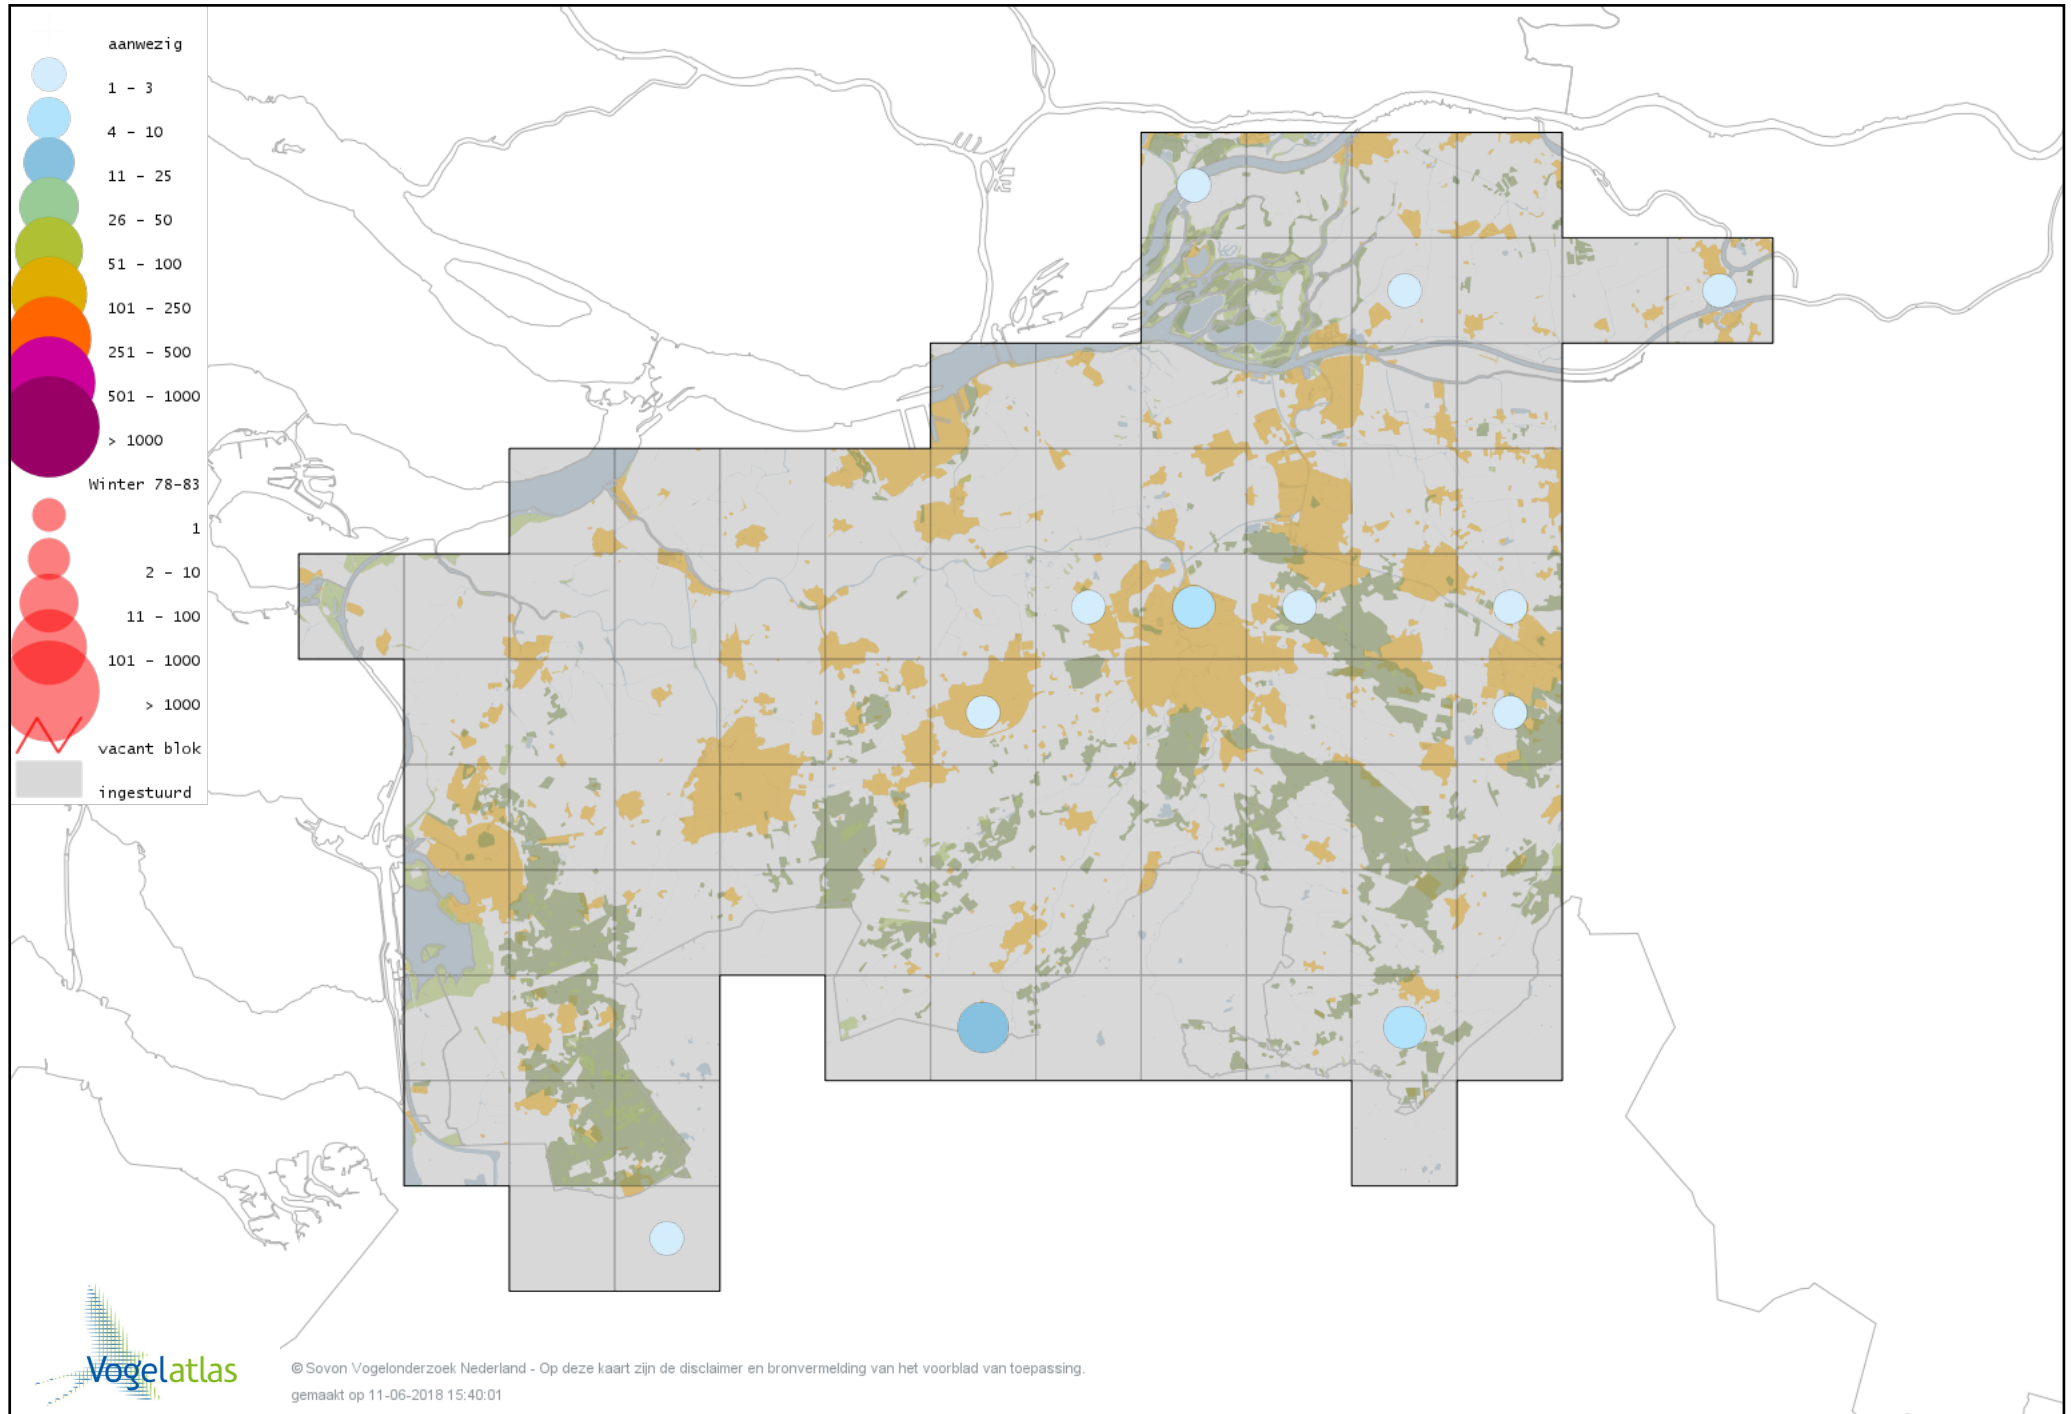 aanwezig
1 - 3
4 - 10
11 - 25
26 - 50
51 - 100
101 - 250
251 - 500
501 - 1000
> 1000
Winter 78-83
1
2 - 10
11 - 100
101 - 1000
> 1000
vacant blok
ingestuurd
Vogelatlas
© Sovon Vogelonderzoek Nederland - Op deze kaart zijn de disclaimer en bronvermelding van het voorblad van toepassing.
gemaakt op 11-06-2018 15:40:01